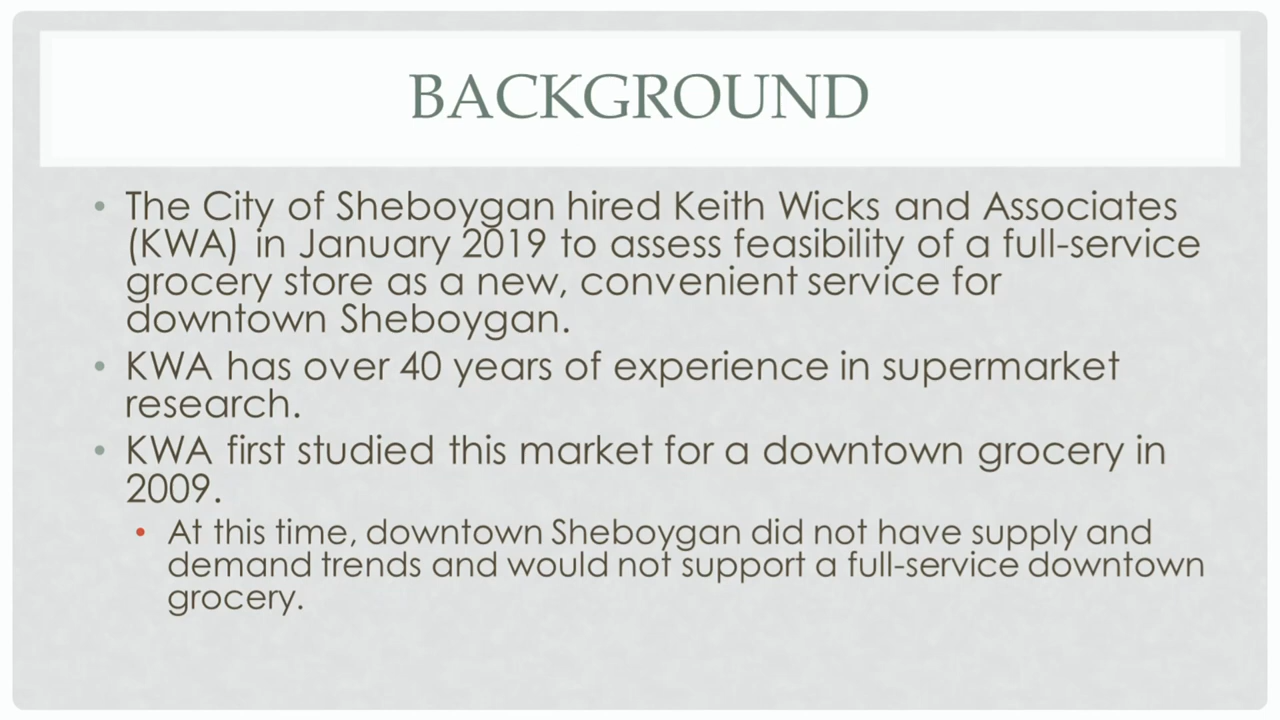 BACKGROUND
• The City of Sheboygan hired Keith Wicks and Associates
(KWA) in January 2019 to assess feasibility of a full-service
grocery store as a new, convenient service for
downtown Sheboygan.
• KWA has over 40 years of experience in supermarket
research.
• KWA first studied this market for a downtown grocery in
2009.
• At this time, downtown Sheboygan did not have supply and
demand trends and would not support a full-service downtown
grocery.